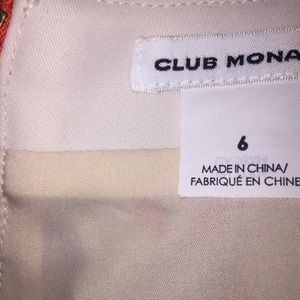 CLUB MONA
6
MADE IN CHINA/
FABRIQUÉ EN CHINE